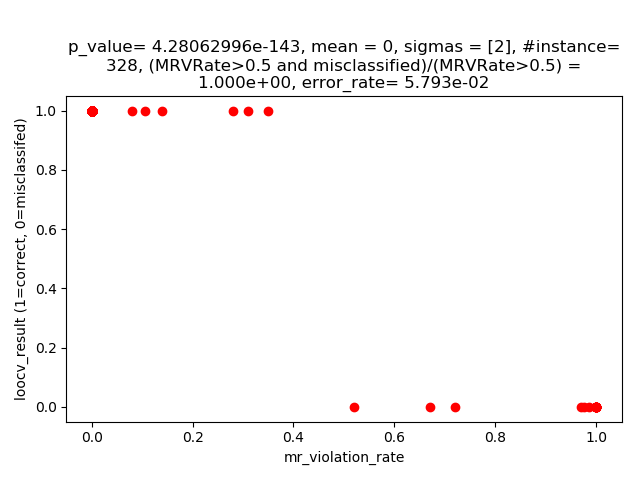 p_value= 4.28062996e-143, mean = 0, sigmas = [2], #instance=
328, (MRVRate>0.5 and misclassified)/(MRVRate>0.5) =
1.000e+00, error_rate= 5.793e-02
1.0
0.8
0.6
0.4
0.2
0.0
loocv_result (1=correct, 0=misclassifed)
0.0 0.2 0.4 0.6 0.8 1.0
mr_violation_rate